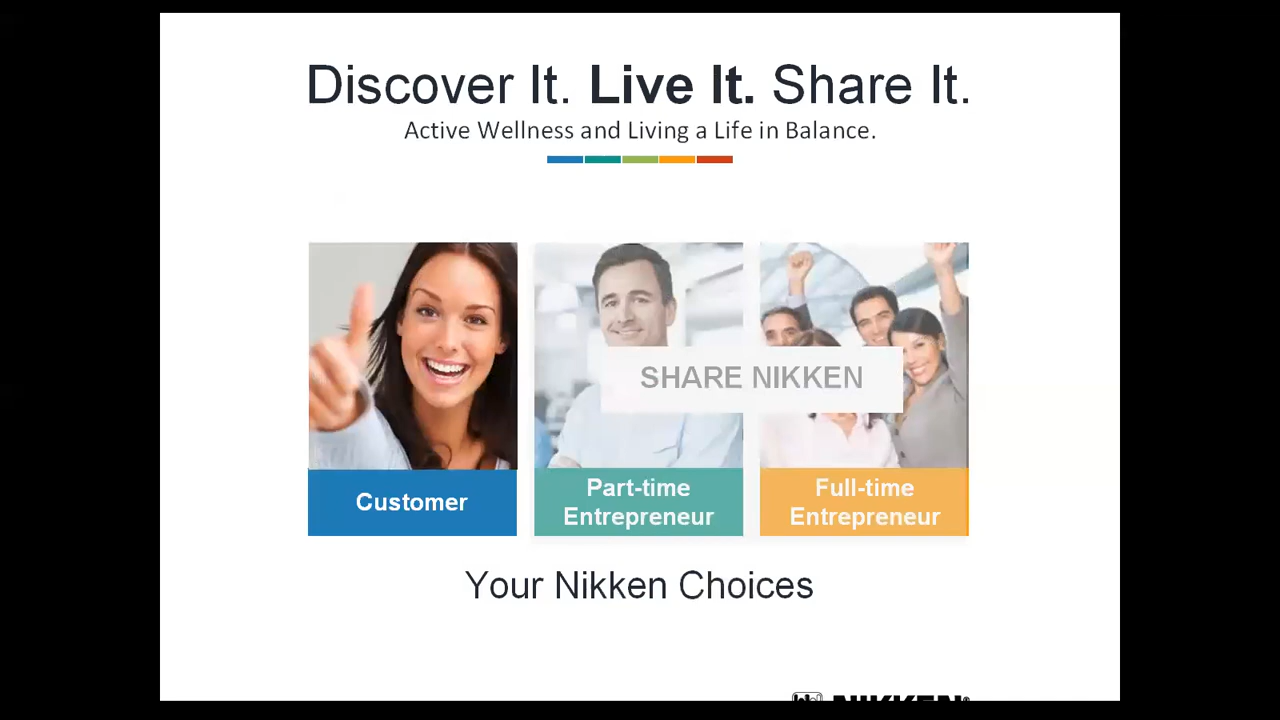 Discover It. Live It. Share It.
Active Wellness and Living a Life in Balance.
SHARE NIKKEN
Customer
Part-time
Entrepreneur
Full-time
Entrepreneur
Your Nikken Choices
NIKKEN